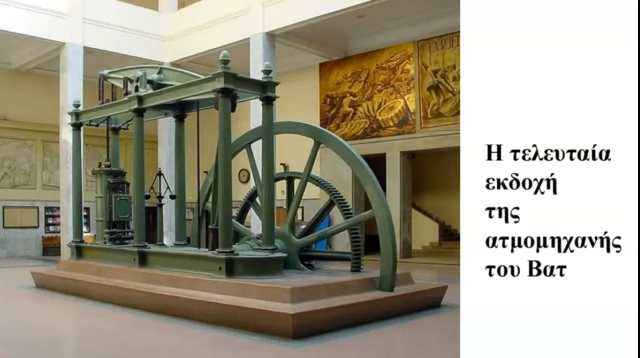 Η τελευταία
εκδοχή
της
ατμομηχανής
του Βατ